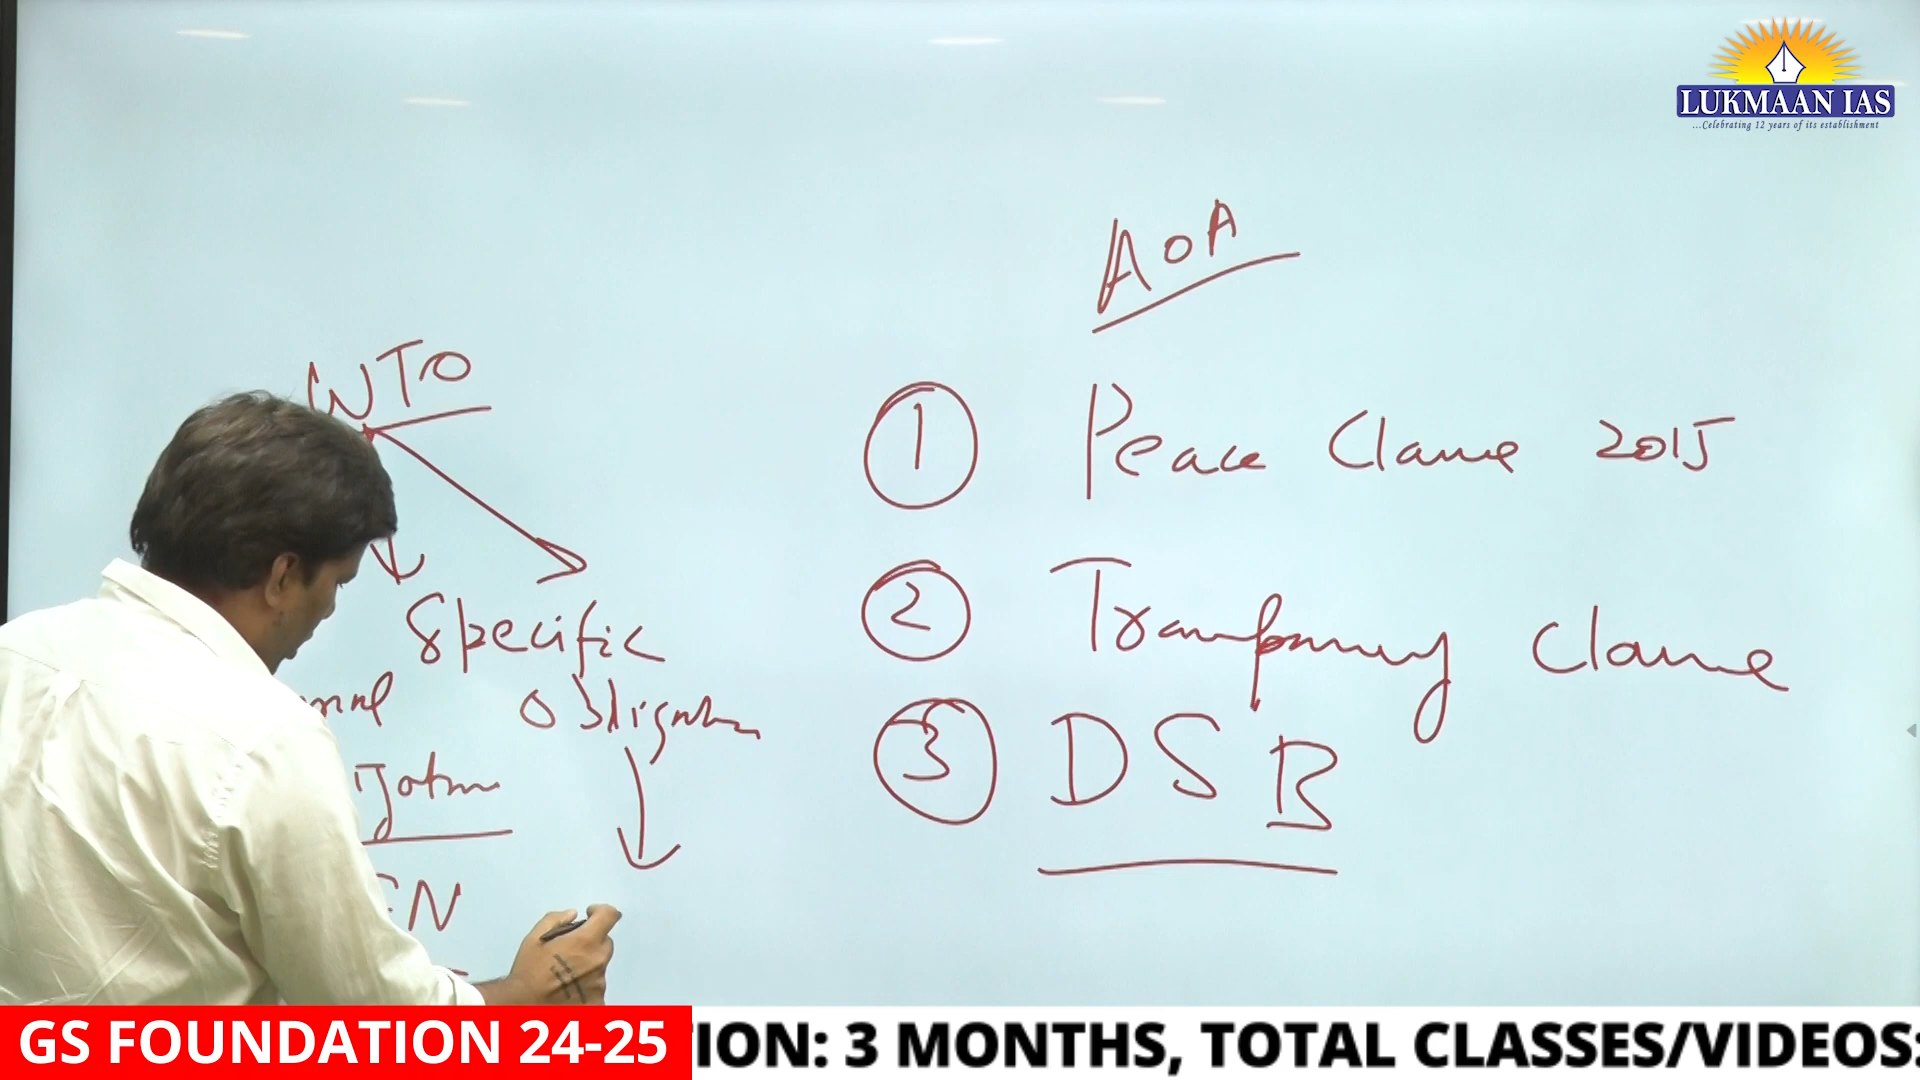 LUKMAAN IAS
...Celebrating 12 years of its establishment
AOA
WTO
1 Peace Clause 2015
2 Transparency Clause
Specific
Obligation
3 DSB
GS FOUNDATION 24-25
ION: 3 MONTHS, TOTAL CLASSES/VIDEOS: